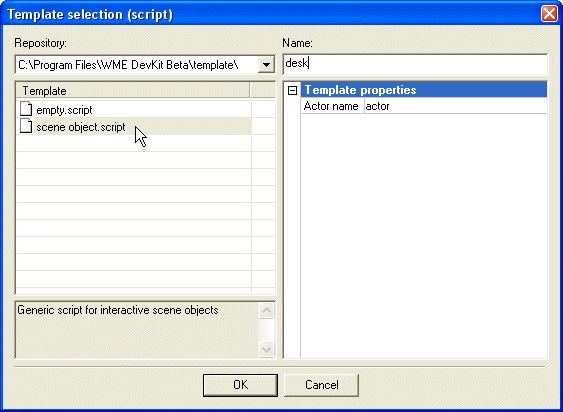 Template selection (script)
Repository:
Name:
C:\Program Files\WME DevKit Beta\template\
desk
Template
Template properties
empty.script
Actor name actor
scene object.script
Generic script for interactive scene objects
OK
Cancel